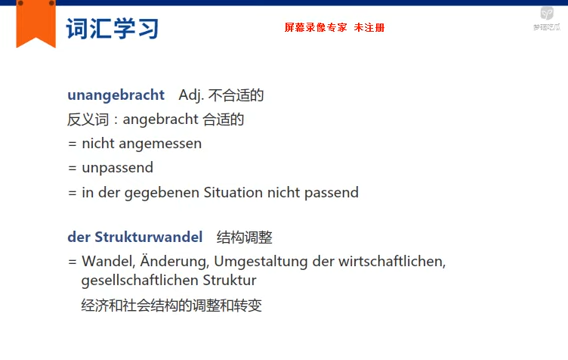 词汇学习
屏幕录像专家 未注册
unangebracht Adj. 不合适的
反义词：angebracht 合适的
= nicht angemessen
= unpassend
= in der gegebenen Situation nicht passend
der Strukturwandel 结构调整
= Wandel, Änderung, Umgestaltung der wirtschaftlichen,
gesellschaftlichen Struktur
经济和社会结构的调整和转变